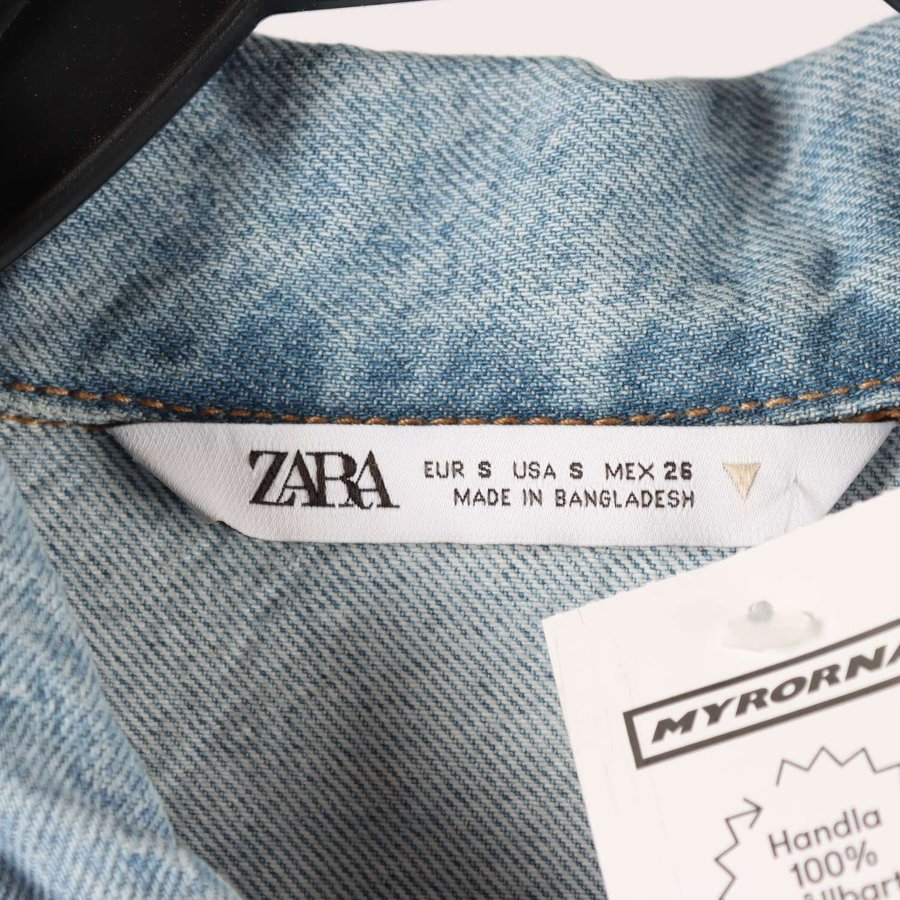 ZARA
EUR S USA S MEX 26
MADE IN BANGLADESH
MYRORNA
Handla
100%